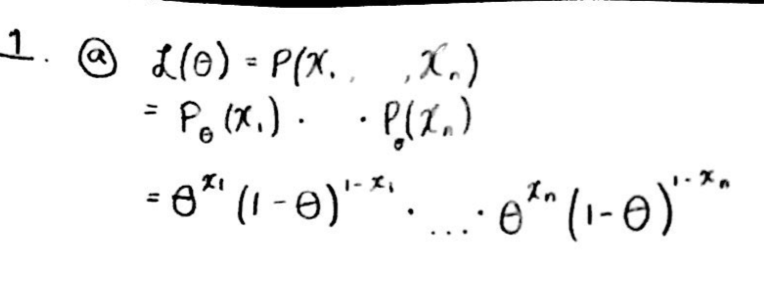 1. ⓐ ℒ(θ) = P(x₁, , xₙ)
= P_θ(x₁) · · P_θ(xₙ)
= θ^{x₁} (1-θ)^{1-x₁} · ... · θ^{xₙ} (1-θ)^{1-xₙ}